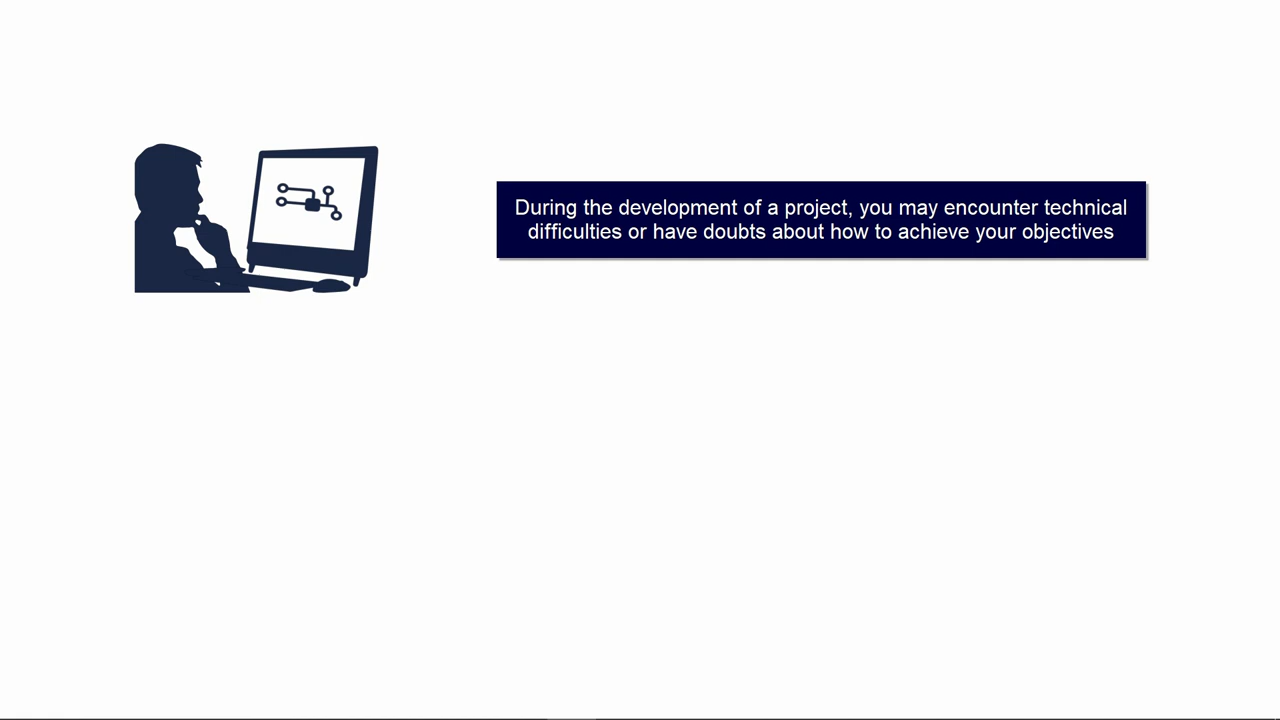 During the development of a project, you may encounter technical
difficulties or have doubts about how to achieve your objectives